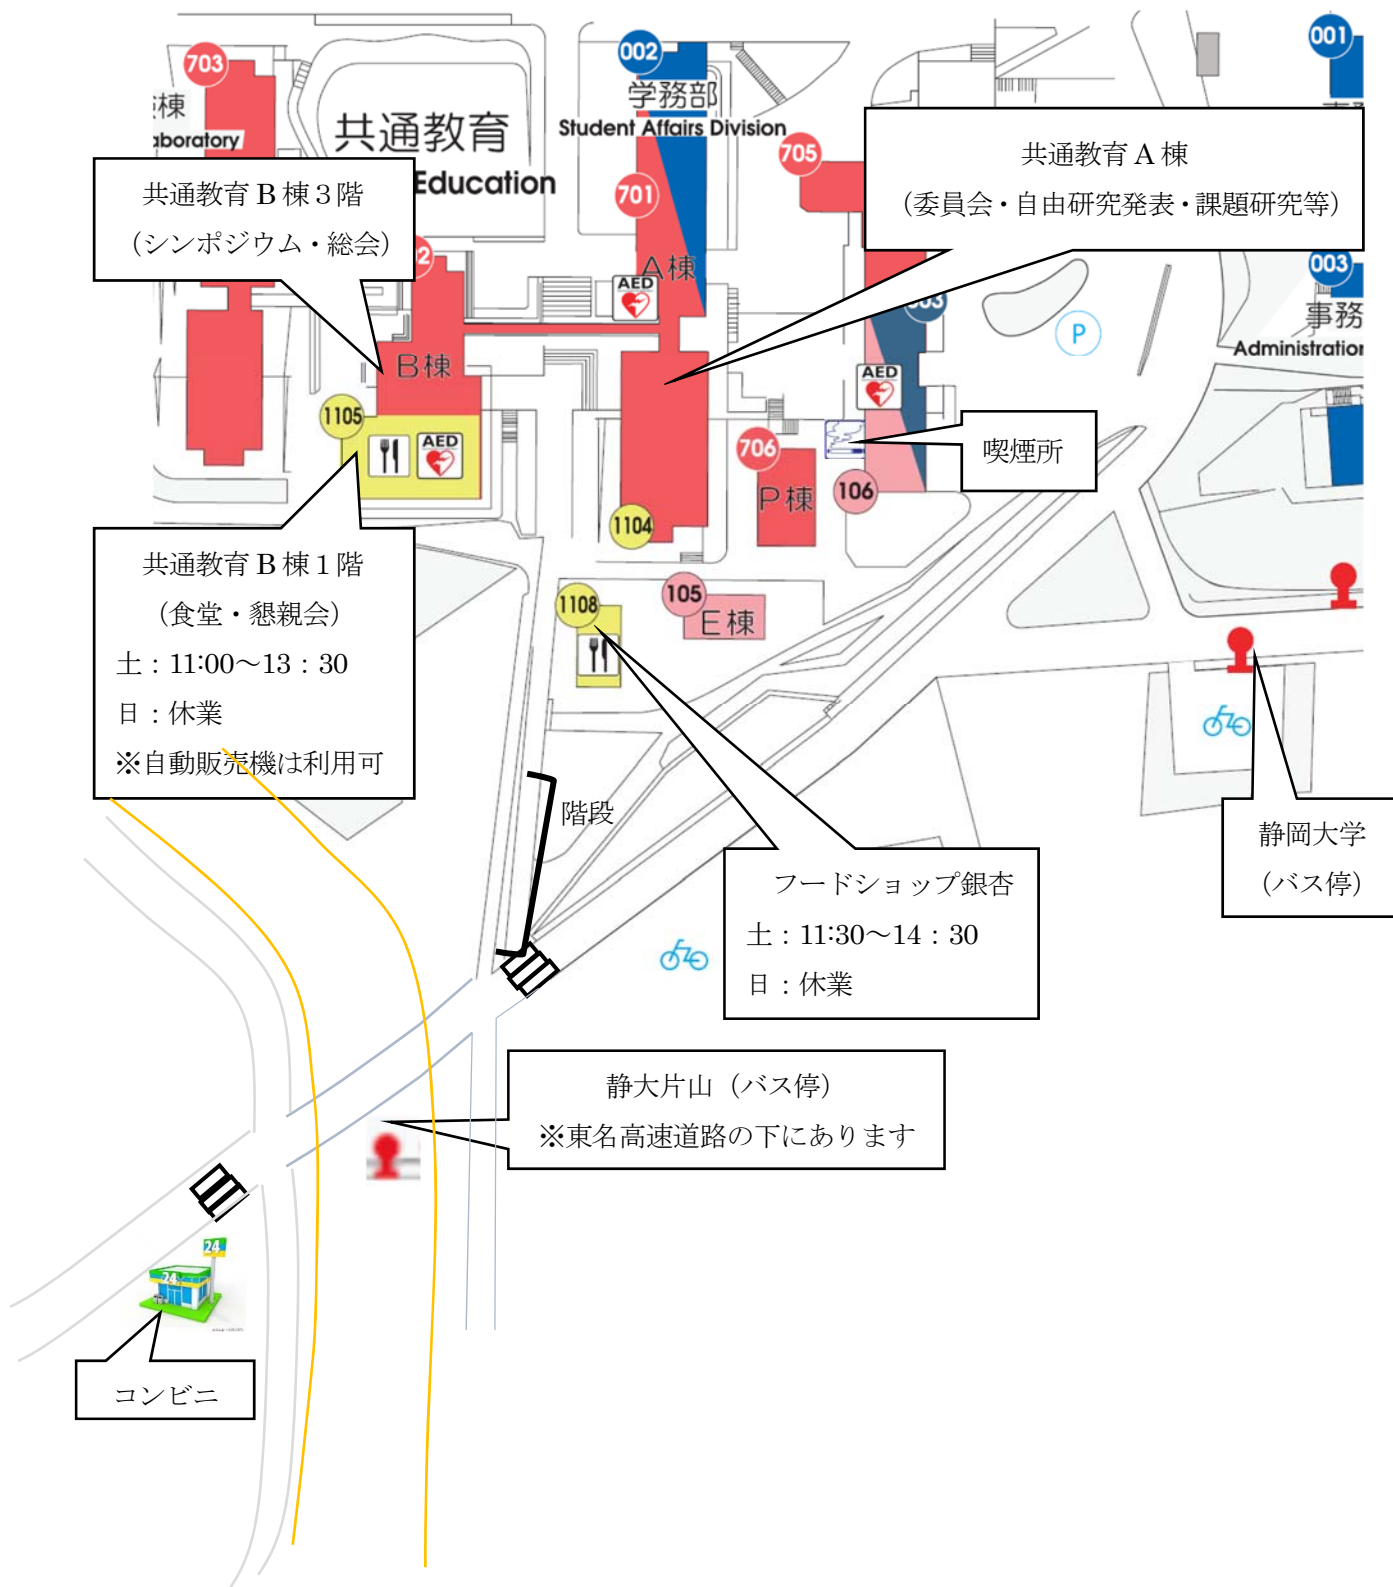 703
002
001
学務部
棟
Student Affairs Division
共通教育
共通教育 A 棟
(委員会・自由研究発表・課題研究等)
aboratory
705
共通教育 B 棟３階
(シンポジウム・総会)
Education
701
A棟
AED
003
P
事務
Administration
B棟
AED
1105
AED
706
喫煙所
P棟
106
1104
共通教育 B 棟１階
(食堂・懇親会)
土：11:00～13：30
日：休業
※自動販売機は利用可
1108
105
E棟
階段
静岡大学
(バス停)
フードショップ銀杏
土：11:30～14：30
日：休業
静大片山（バス停）
※東名高速道路の下にあります
24
24
コンビニ